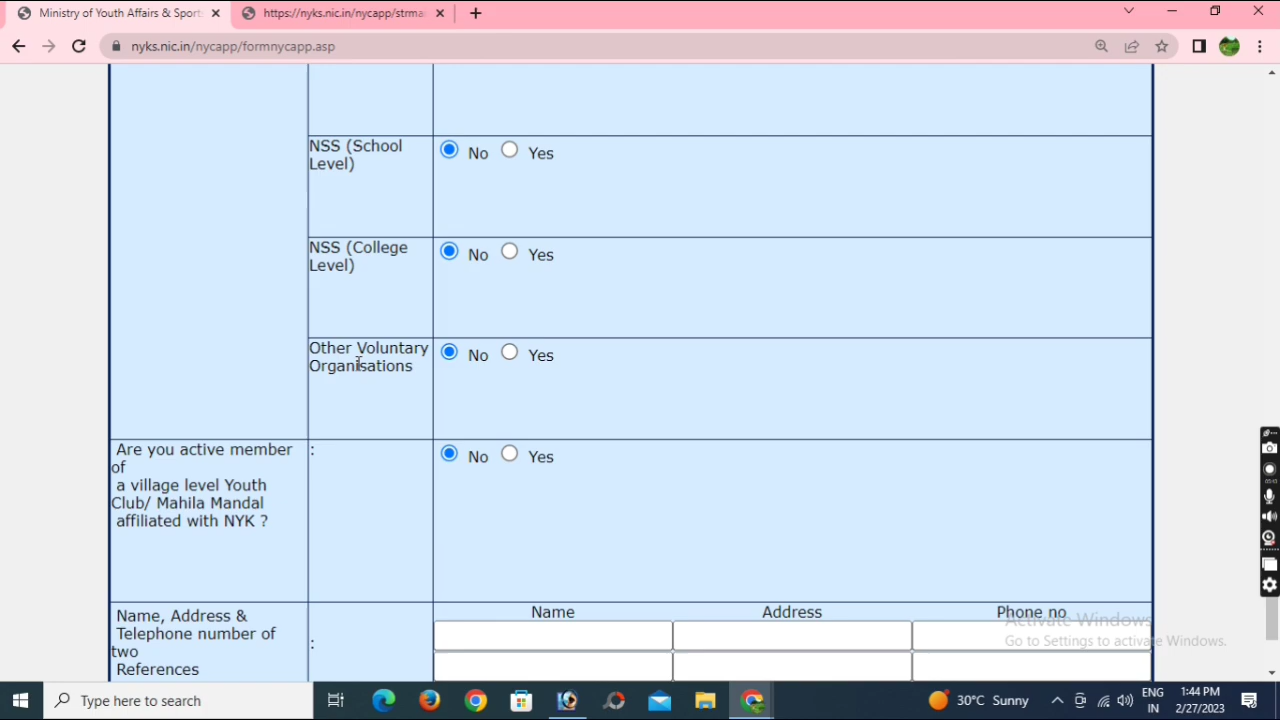 Ministry of Youth Affairs & Sport
https://nyks.nic.in/nycapp/strma
nyks.nic.in/nycapp/formnycapp.asp
NSS (School
Level)
No Yes
NSS (College
Level)
No Yes
Other Voluntary
Organisations
No Yes
Are you active member
of
a village level Youth
Club/ Mahila Mandal
affiliated with NYK ?
:
No Yes
Name, Address &
Telephone number of
two
References
:
Name Address Phone no
Activate Windows
Go to Settings to activate Windows.
Type here to search
30°C Sunny
ENG
IN
1:44 PM
2/27/2023